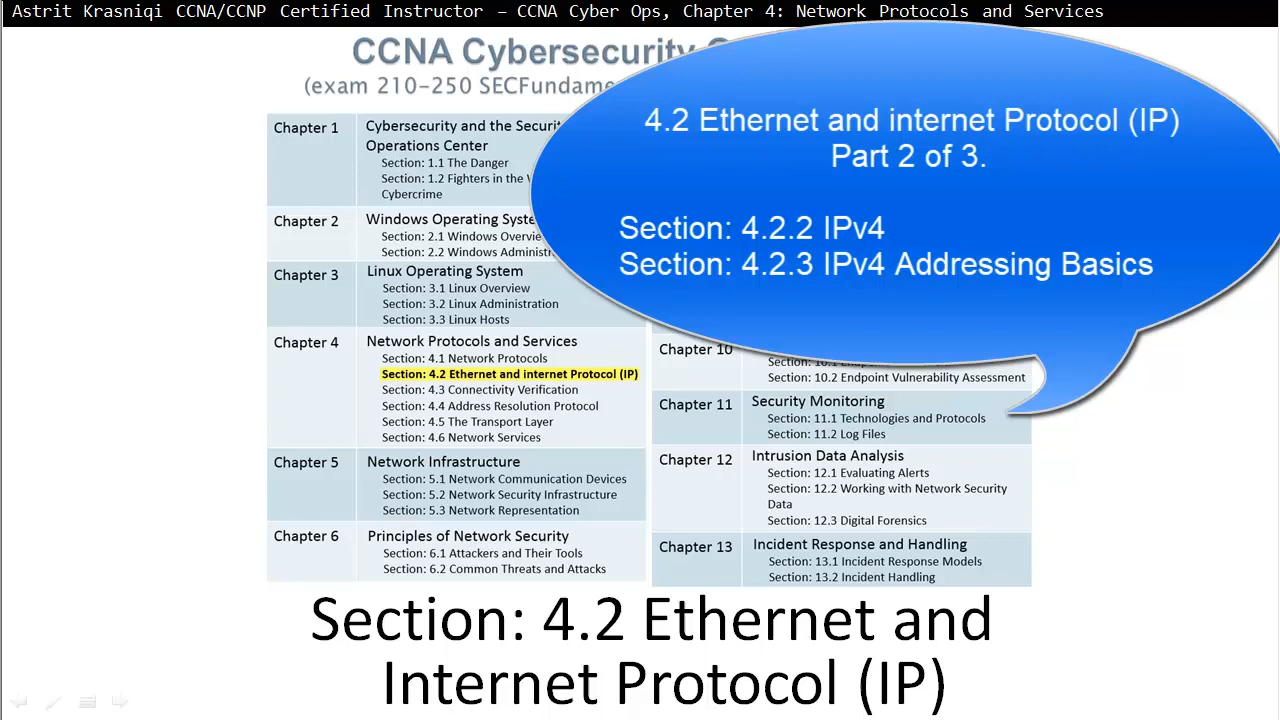 Astrit Krasniqi CCNA/CCNP Certified Instructor – CCNA Cyber Ops, Chapter 4: Network Protocols and Services
CCNA Cybersecurity
(exam 210-250
4.2 Ethernet and internet Protocol (IP)
Part 2 of 3.
Section: 4.2.2 IPv4
Section: 4.2.3 IPv4 Addressing Basics
Chapter 1
Cybersecurity and the
Operations Center
Section: 1.1 The Danger
Section: 1.2 Fighters in the
Cybercrime
Chapter 2
Windows Operating
Section: 2.1 Windows
Section: 2.2 Windows
Chapter 3
Linux Operating System
Section: 3.1 Linux Overview
Section: 3.2 Linux Administration
Section: 3.3 Linux Hosts
Chapter 4
Network Protocols and Services
Section: 4.1 Network Protocols
Section: 4.2 Ethernet and internet Protocol (IP)
Section: 4.3 Connectivity Verification
Section: 4.4 Address Resolution Protocol
Section: 4.5 The Transport Layer
Section: 4.6 Network Services
Chapter 5
Network Infrastructure
Section: 5.1 Network Communication Devices
Section: 5.2 Network Security Infrastructure
Section: 5.3 Network Representation
Chapter 6
Principles of Network Security
Section: 6.1 Attackers and Their Tools
Section: 6.2 Common Threats and Attacks
Chapter 10
Section: 10.2 Endpoint Vulnerability Assessment
Chapter 11
Security Monitoring
Section: 11.1 Technologies and Protocols
Section: 11.2 Log Files
Chapter 12
Intrusion Data Analysis
Section: 12.1 Evaluating Alerts
Section: 12.2 Working with Network Security
Data
Section: 12.3 Digital Forensics
Chapter 13
Incident Response and Handling
Section: 13.1 Incident Response Models
Section: 13.2 Incident Handling
Section: 4.2 Ethernet and
Internet Protocol (IP)